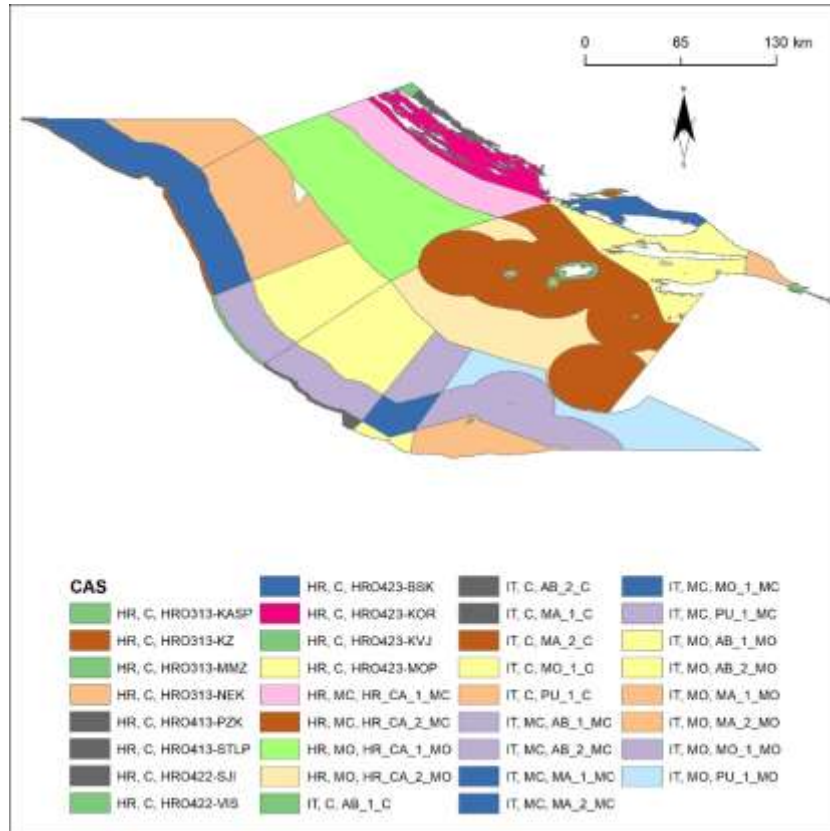 0 65 130 km
CAS
HR, C, HRO313-KASP
HR, C, HRO313-KZ
HR, C, HRO313-MMZ
HR, C, HRO313-NEK
HR, C, HRO413-PZK
HR, C, HRO413-STLP
HR, C, HRO422-SJI
HR, C, HRO422-VIS
HR, C, HRO423-BSK
HR, C, HRO423-KOR
HR, C, HRO423-KVJ
HR, C, HRO423-MOP
HR, MC, HR_CA_1_MC
HR, MC, HR_CA_2_MC
HR, MO, HR_CA_1_MO
HR, MO, HR_CA_2_MO
IT, C, AB_1_C
IT, C, AB_2_C
IT, C, MA_1_C
IT, C, MA_2_C
IT, C, MO_1_C
IT, C, PU_1_C
IT, MC, AB_1_MC
IT, MC, AB_2_MC
IT, MC, MA_1_MC
IT, MC, MA_2_MC
IT, MC, MO_1_MC
IT, MC, PU_1_MC
IT, MO, AB_1_MO
IT, MO, AB_2_MO
IT, MO, MA_1_MO
IT, MO, MA_2_MO
IT, MO, MO_1_MO
IT, MO, PU_1_MO